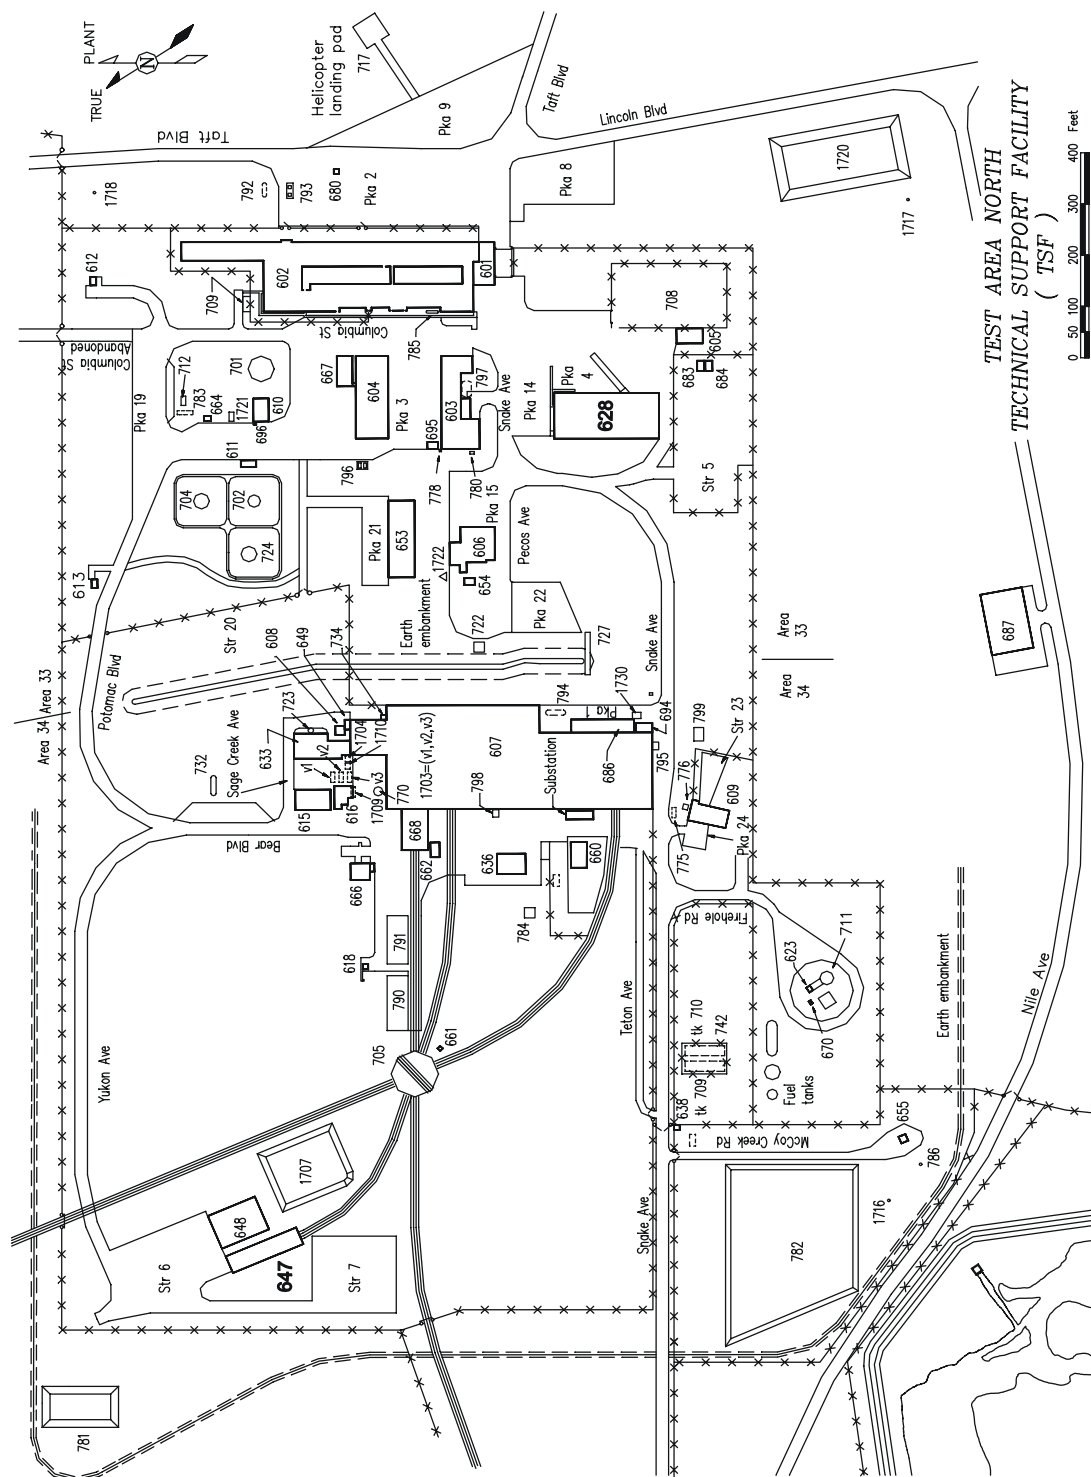 TEST AREA NORTH
TECHNICAL SUPPORT FACILITY
( TSF )
0 50 100 200 300 400 Feet
PLANT
TRUE
N
Helicopter
landing pad
717
Taft Blvd
Taft Blvd
Lincoln Blvd
Pka 9
Pka 8
Pka 2
1718
792
793
680
1720
1717
612
709
602
601
Columbia St
785
708
605
683
684
Columbia St
Abandoned
Pka 19
712
783
664
1721
696
610
701
667
604
Pka 3
603
797
695
Snake Ave
Pka 14
Pka
4
628
611
796
778
780
Pka 15
Str 5
704
702
724
Pka 21
653
1722
606
654
Pecos Ave
613
Str 20
Earth
embankment
Pka 22
722
727
Snake Ave
Area
33
Area
34
687
Area 34 Area 33
Potomac Blvd
608
649
734
723
633
Sage Creek Ave
732
v1
v2
v3
1704
1710
615
616
1709
770
1703=(v1,v2,v3)
607
794
Pka 1
1730
694
795
686
Substation
798
799
Str 23
776
609
775
Pka 24
Bear Blvd
668
662
636
660
666
784
618
791
790
Firehole Rd
711
623
670
Earth embankment
Nile Ave
Yukon Ave
705
661
Teton Ave
tk 710
742
tk 709
Fuel
tanks
638
McCoy Creek Rd
655
786
1707
648
647
Str 6
Str 7
Snake Ave
1716
782
781